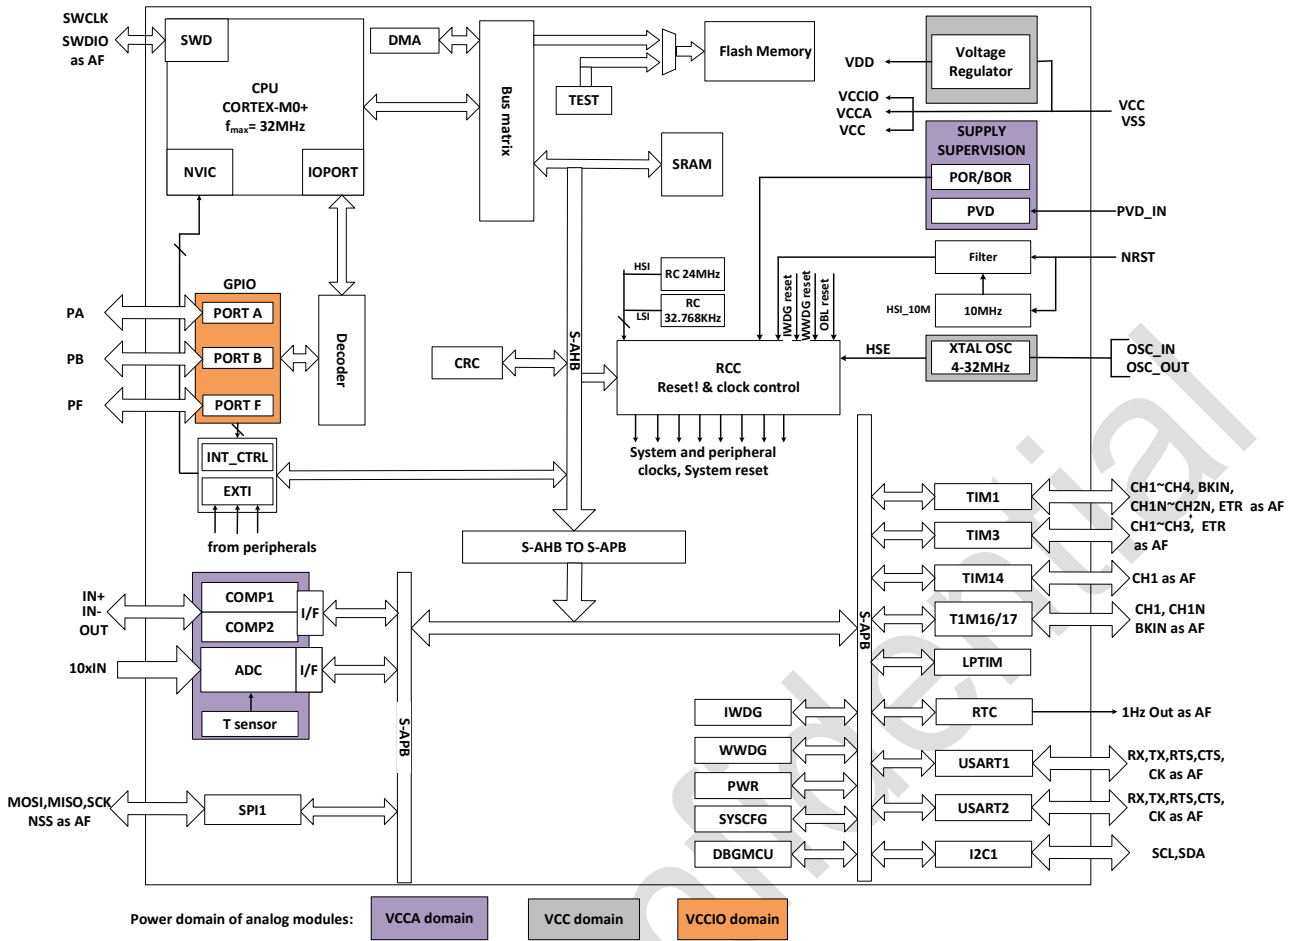 SWCLK
SWDIO
as AF
SWD
CPU
CORTEX-M0+
fmax= 32MHz
NVIC
IOPORT
DMA
Bus matrix
TEST
Flash Memory
SRAM
VDD
VCCIO
VCCA
VCC
Voltage
Regulator
VCC
VSS
SUPPLY
SUPERVISION
POR/BOR
PVD
PVD_IN
Filter
NRST
HSI_10M
10MHz
XTAL OSC
4-32MHz
HSE
OSC_IN
OSC_OUT
HSI
RC 24MHz
LSI
RC
32.768KHz
IWDG reset
WWDG reset
OBL reset
RCC
Reset! & clock control
System and peripheral
clocks, System reset
GPIO
PA
PORT A
PB
PORT B
PF
PORT F
Decoder
CRC
S-AHB
INT_CTRL
EXTI
from peripherals
S-AHB TO S-APB
IN+
IN-
OUT
COMP1
COMP2
I/F
10xIN
ADC
I/F
T sensor
S-APB
MOSI,MISO,SCK
NSS as AF
SPI1
S-APB
TIM1
CH1~CH4, BKIN,
CH1N~CH2N, ETR as AF
TIM3
CH1~CH3, ETR
as AF
TIM14
CH1 as AF
T1M16/17
CH1, CH1N
BKIN as AF
LPTIM
IWDG
RTC
1Hz Out as AF
WWDG
USART1
RX,TX,RTS,CTS,
CK as AF
PWR
SYSCFG
USART2
RX,TX,RTS,CTS,
CK as AF
DBGMCU
I2C1
SCL,SDA
Power domain of analog modules:
VCCA domain
VCC domain
VCCIO domain